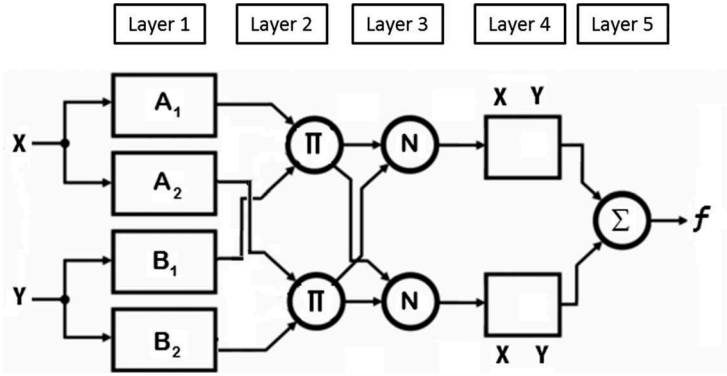 Layer 1 Layer 2 Layer 3 Layer 4 Layer 5
X Y
A1
Π N
X
A2
Σ f
B1
Y
Π N
B2
X Y